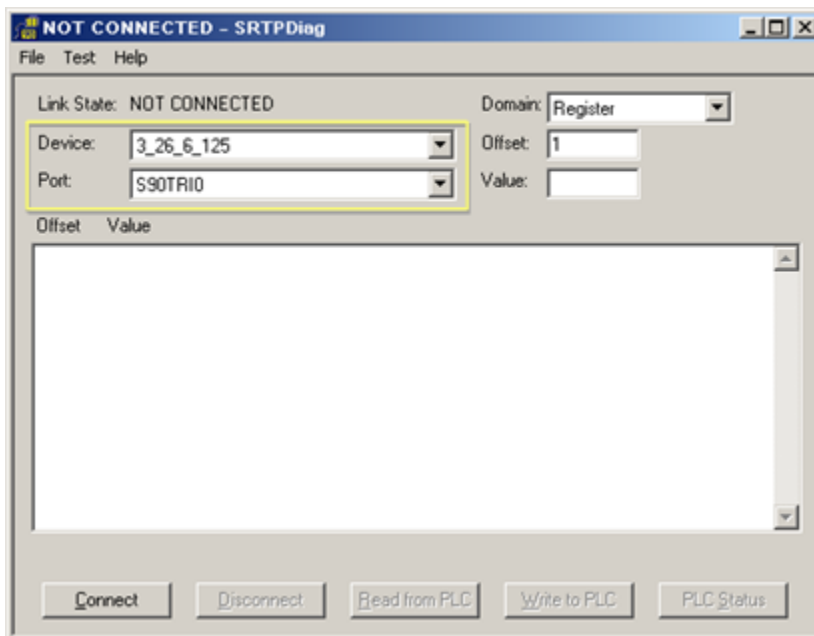 NOT CONNECTED - SRTPDiag
File Test Help
Link State: NOT CONNECTED
Domain: Register
Device: 3_26_6_125
Offset: 1
Port: S90TRI0
Value:
Offset Value
Connect Disconnect Read from PLC Write to PLC PLC Status